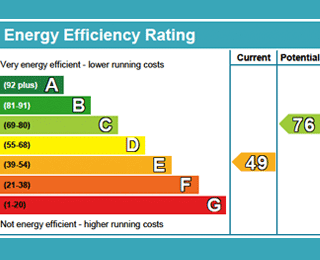 Energy Efficiency Rating
Current Potential
Very energy efficient - lower running costs
(92 plus) A
(81-91) B
(69-80) C 76
(55-68) D
(39-54) E 49
(21-38) F
(1-20) G
Not energy efficient - higher running costs